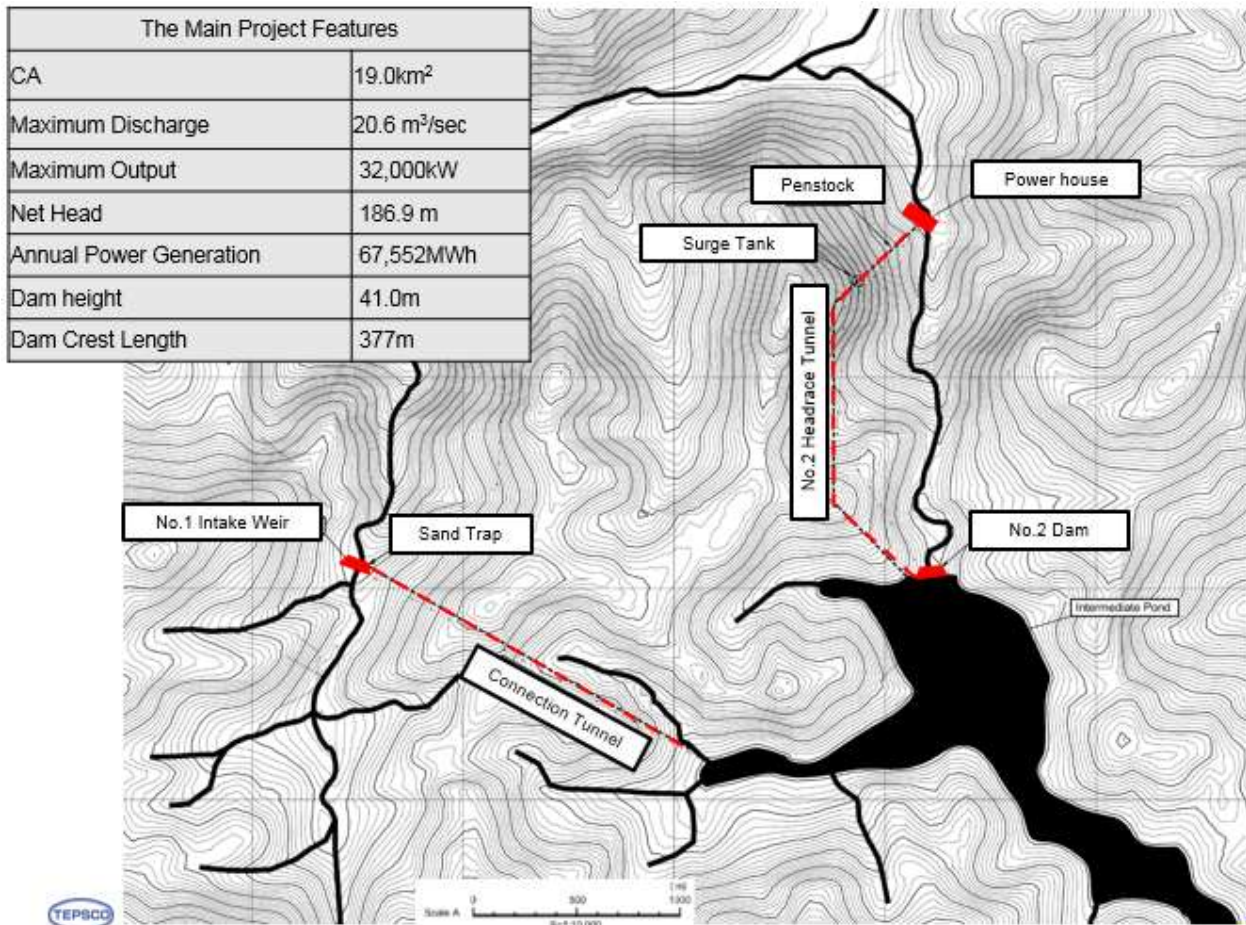 The Main Project Features
CA 19.0km²
Maximum Discharge 20.6 m³/sec
Maximum Output 32,000kW
Net Head 186.9 m
Annual Power Generation 67,552MWh
Dam height 41.0m
Dam Crest Length 377m
Penstock
Power house
Surge Tank
No.2 Headrace Tunnel
No.1 Intake Weir
Sand Trap
No.2 Dam
Intermediate Pond
Connection Tunnel
TEPSCO
Scale A
0 500 1000